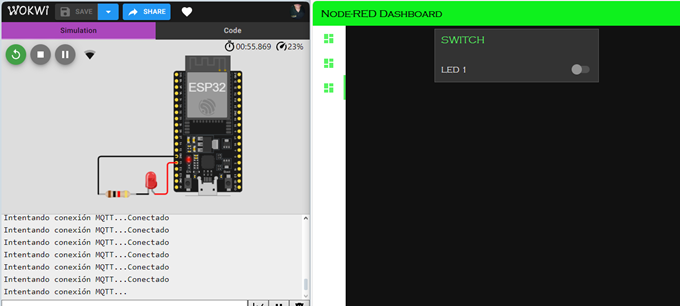 WOKWI
SAVE
SHARE
Simulation
Code
00:55.869
23%
ESP32
Intentando conexión MQTT...Conectado
Intentando conexión MQTT...Conectado
Intentando conexión MQTT...Conectado
Intentando conexión MQTT...Conectado
Intentando conexión MQTT...Conectado
Intentando conexión MQTT...Conectado
Intentando conexión MQTT...
Node-RED Dashboard
SWITCH
LED 1